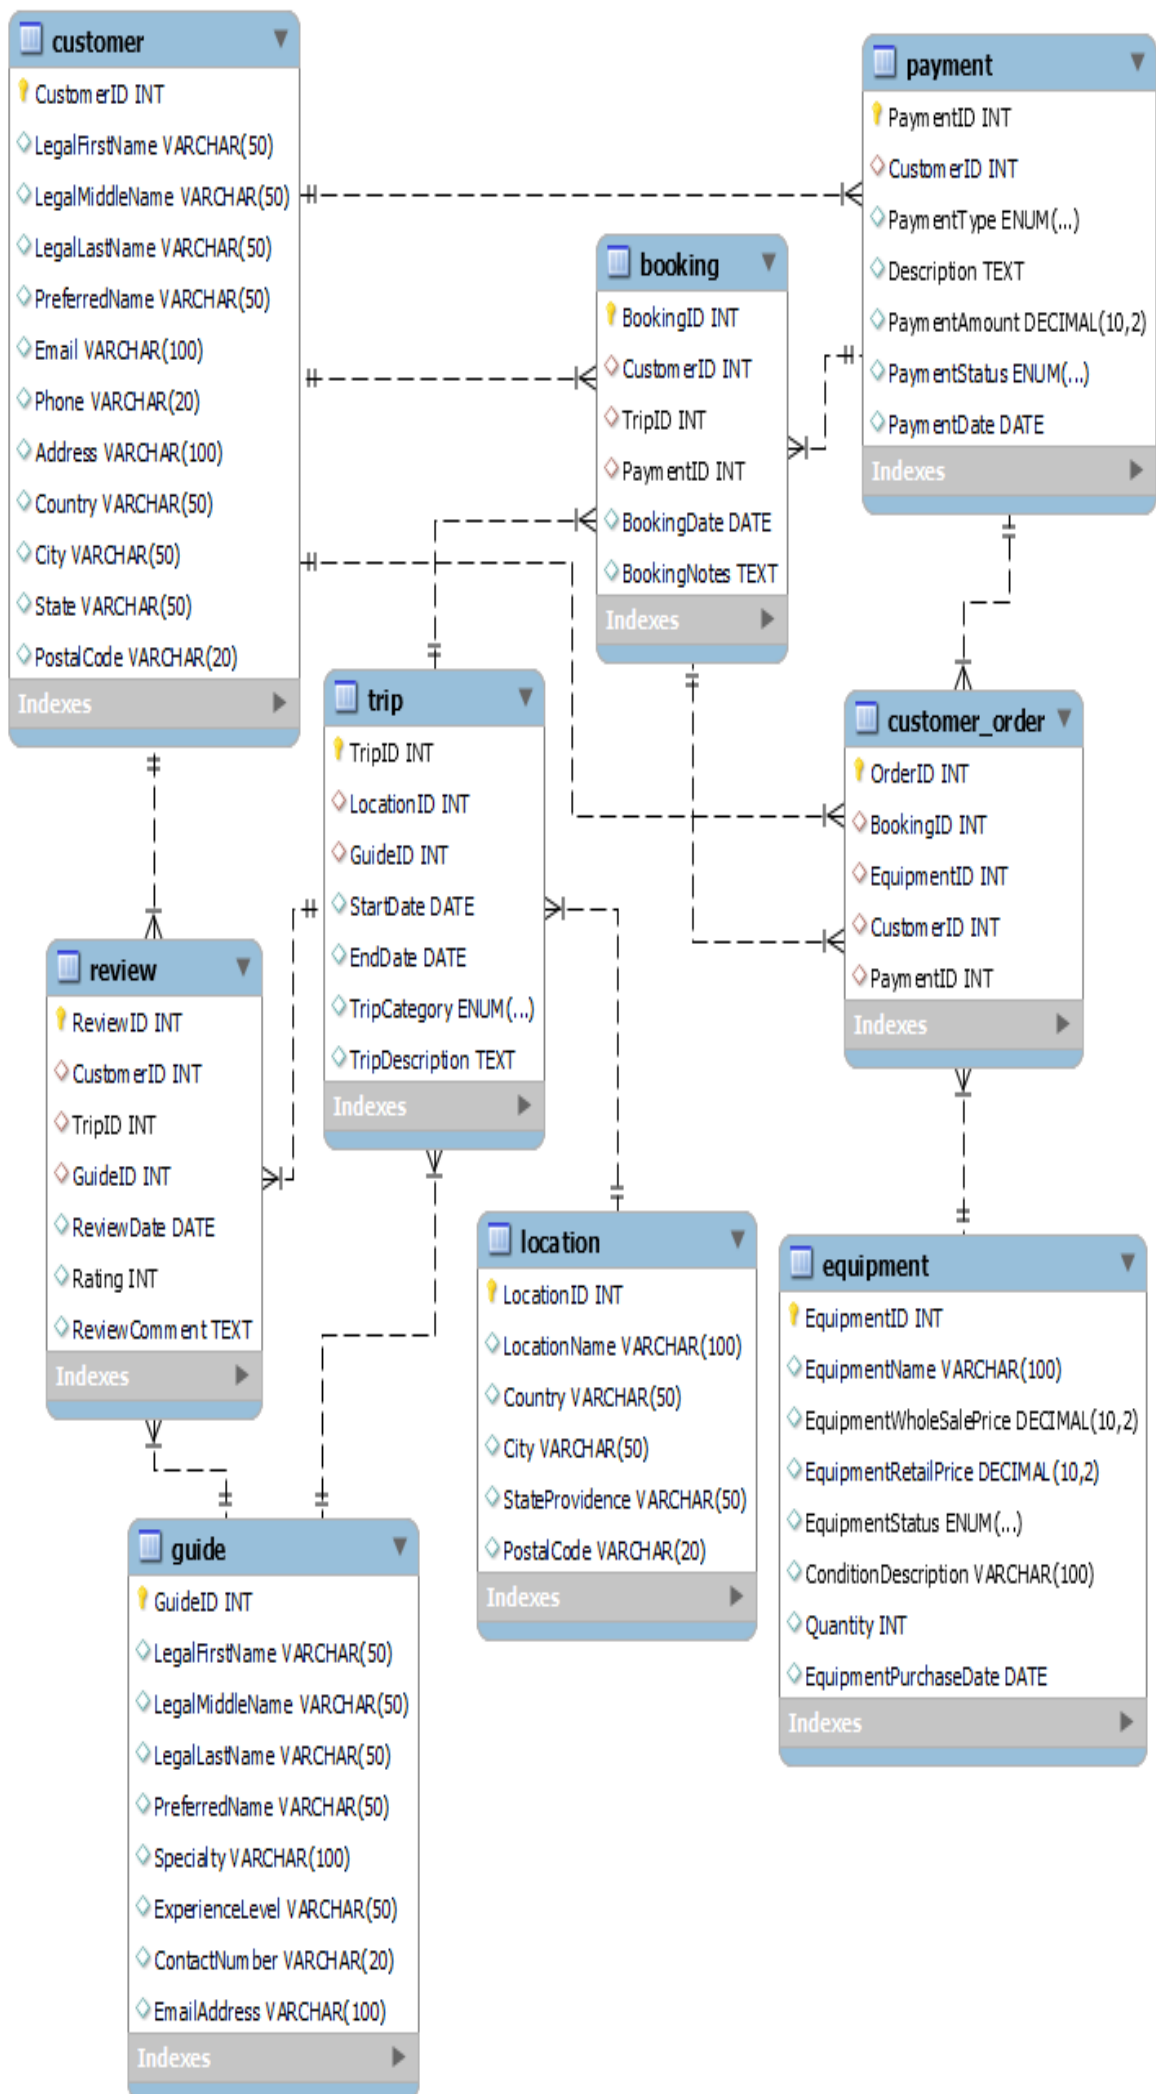 customer
CustomerID INT
LegalFirstName VARCHAR(50)
LegalMiddleName VARCHAR(50)
LegalLastName VARCHAR(50)
PreferredName VARCHAR(50)
Email VARCHAR(100)
Phone VARCHAR(20)
Address VARCHAR(100)
Country VARCHAR(50)
City VARCHAR(50)
State VARCHAR(50)
PostalCode VARCHAR(20)
Indexes
payment
PaymentID INT
CustomerID INT
PaymentType ENUM(...)
Description TEXT
PaymentAmount DECIMAL(10,2)
PaymentStatus ENUM(...)
PaymentDate DATE
Indexes
booking
BookingID INT
CustomerID INT
TripID INT
PaymentID INT
BookingDate DATE
BookingNotes TEXT
Indexes
trip
TripID INT
LocationID INT
GuideID INT
StartDate DATE
EndDate DATE
TripCategory ENUM(...)
TripDescription TEXT
Indexes
customer_order
OrderID INT
BookingID INT
EquipmentID INT
CustomerID INT
PaymentID INT
Indexes
review
ReviewID INT
CustomerID INT
TripID INT
GuideID INT
ReviewDate DATE
Rating INT
ReviewComment TEXT
Indexes
location
LocationID INT
LocationName VARCHAR(100)
Country VARCHAR(50)
City VARCHAR(50)
StateProvidence VARCHAR(50)
PostalCode VARCHAR(20)
Indexes
equipment
EquipmentID INT
EquipmentName VARCHAR(100)
EquipmentWholeSalePrice DECIMAL(10,2)
EquipmentRetailPrice DECIMAL(10,2)
EquipmentStatus ENUM(...)
ConditionDescription VARCHAR(100)
Quantity INT
EquipmentPurchaseDate DATE
Indexes
guide
GuideID INT
LegalFirstName VARCHAR(50)
LegalMiddleName VARCHAR(50)
LegalLastName VARCHAR(50)
PreferredName VARCHAR(50)
Specialty VARCHAR(100)
ExperienceLevel VARCHAR(50)
ContactNumber VARCHAR(20)
EmailAddress VARCHAR(100)
Indexes